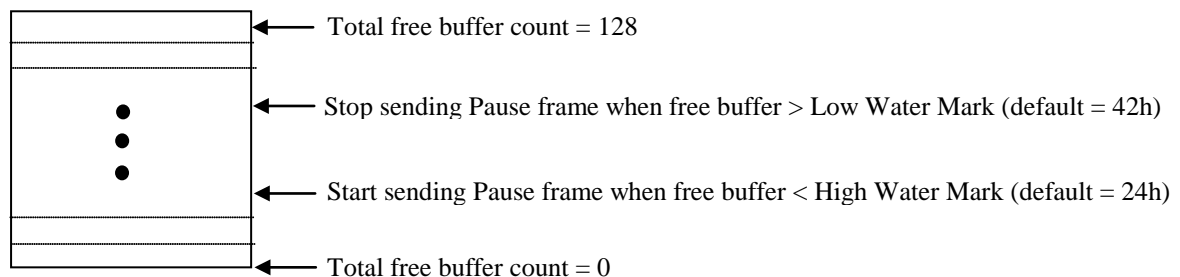 Total free buffer count = 128
Stop sending Pause frame when free buffer > Low Water Mark (default = 42h)
Start sending Pause frame when free buffer < High Water Mark (default = 24h)
Total free buffer count = 0